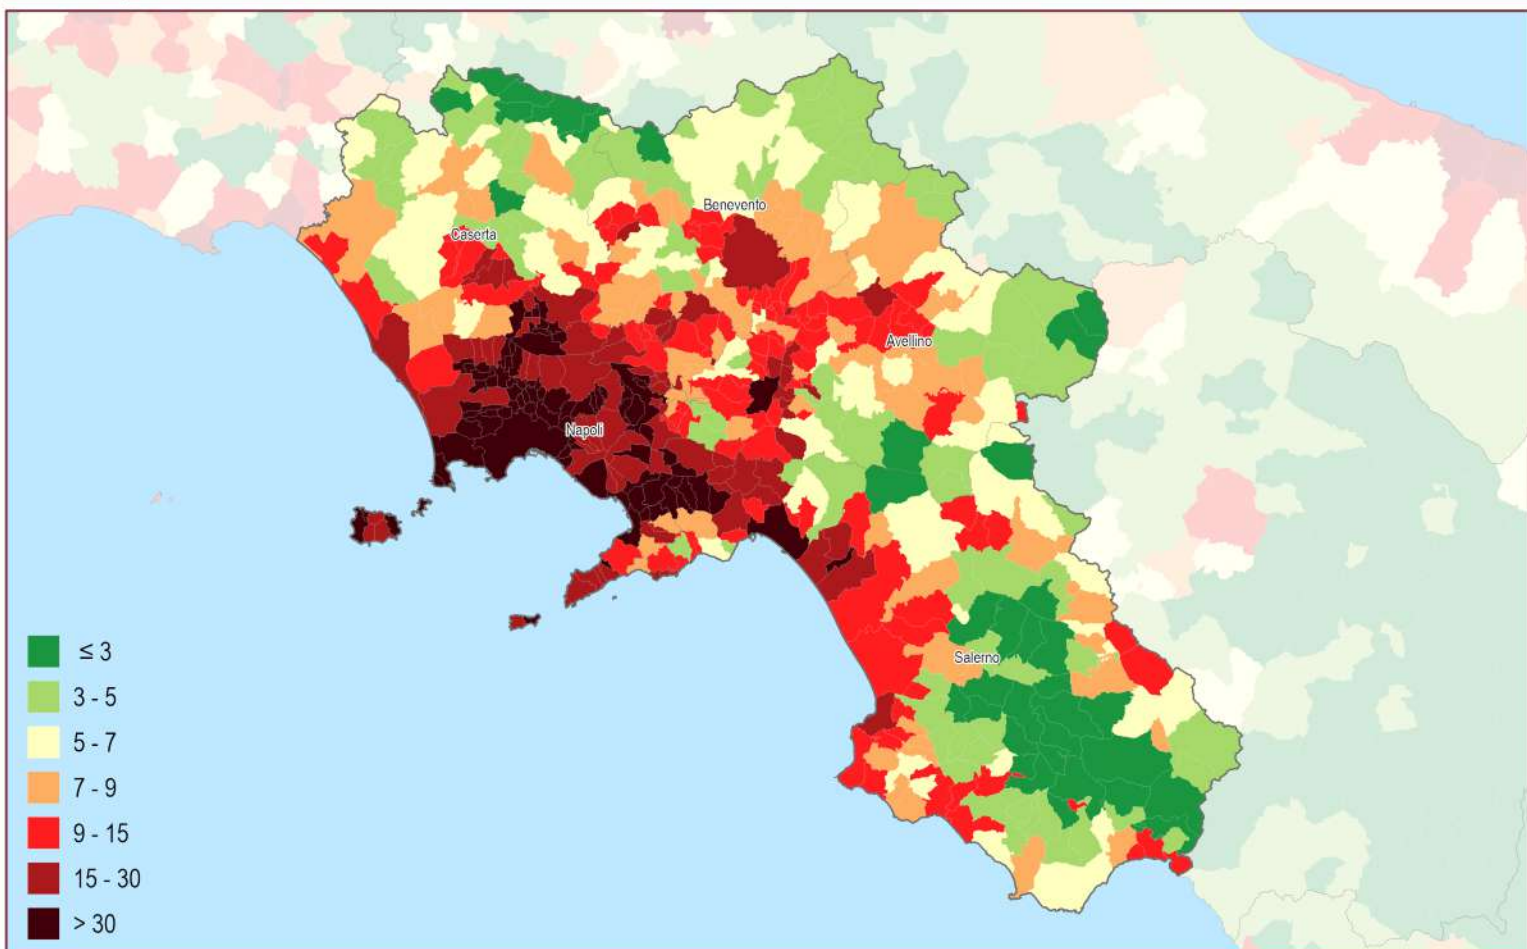 Benevento
Caserta
Avellino
Napoli
Salerno
≤ 3
3 - 5
5 - 7
7 - 9
9 - 15
15 - 30
> 30